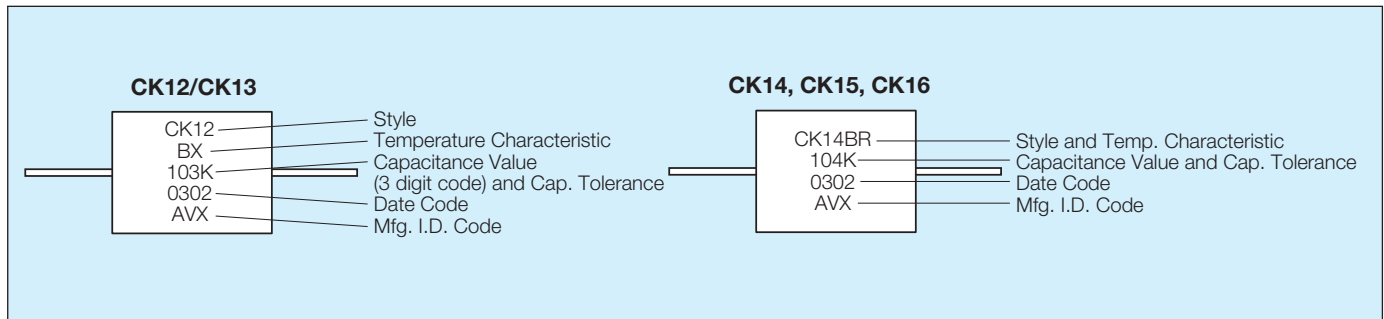 CK12/CK13
CK12
BX
103K
0302
AVX
Style
Temperature Characteristic
Capacitance Value
(3 digit code) and Cap. Tolerance
Date Code
Mfg. I.D. Code
CK14, CK15, CK16
CK14BR
104K
0302
AVX
Style and Temp. Characteristic
Capacitance Value and Cap. Tolerance
Date Code
Mfg. I.D. Code